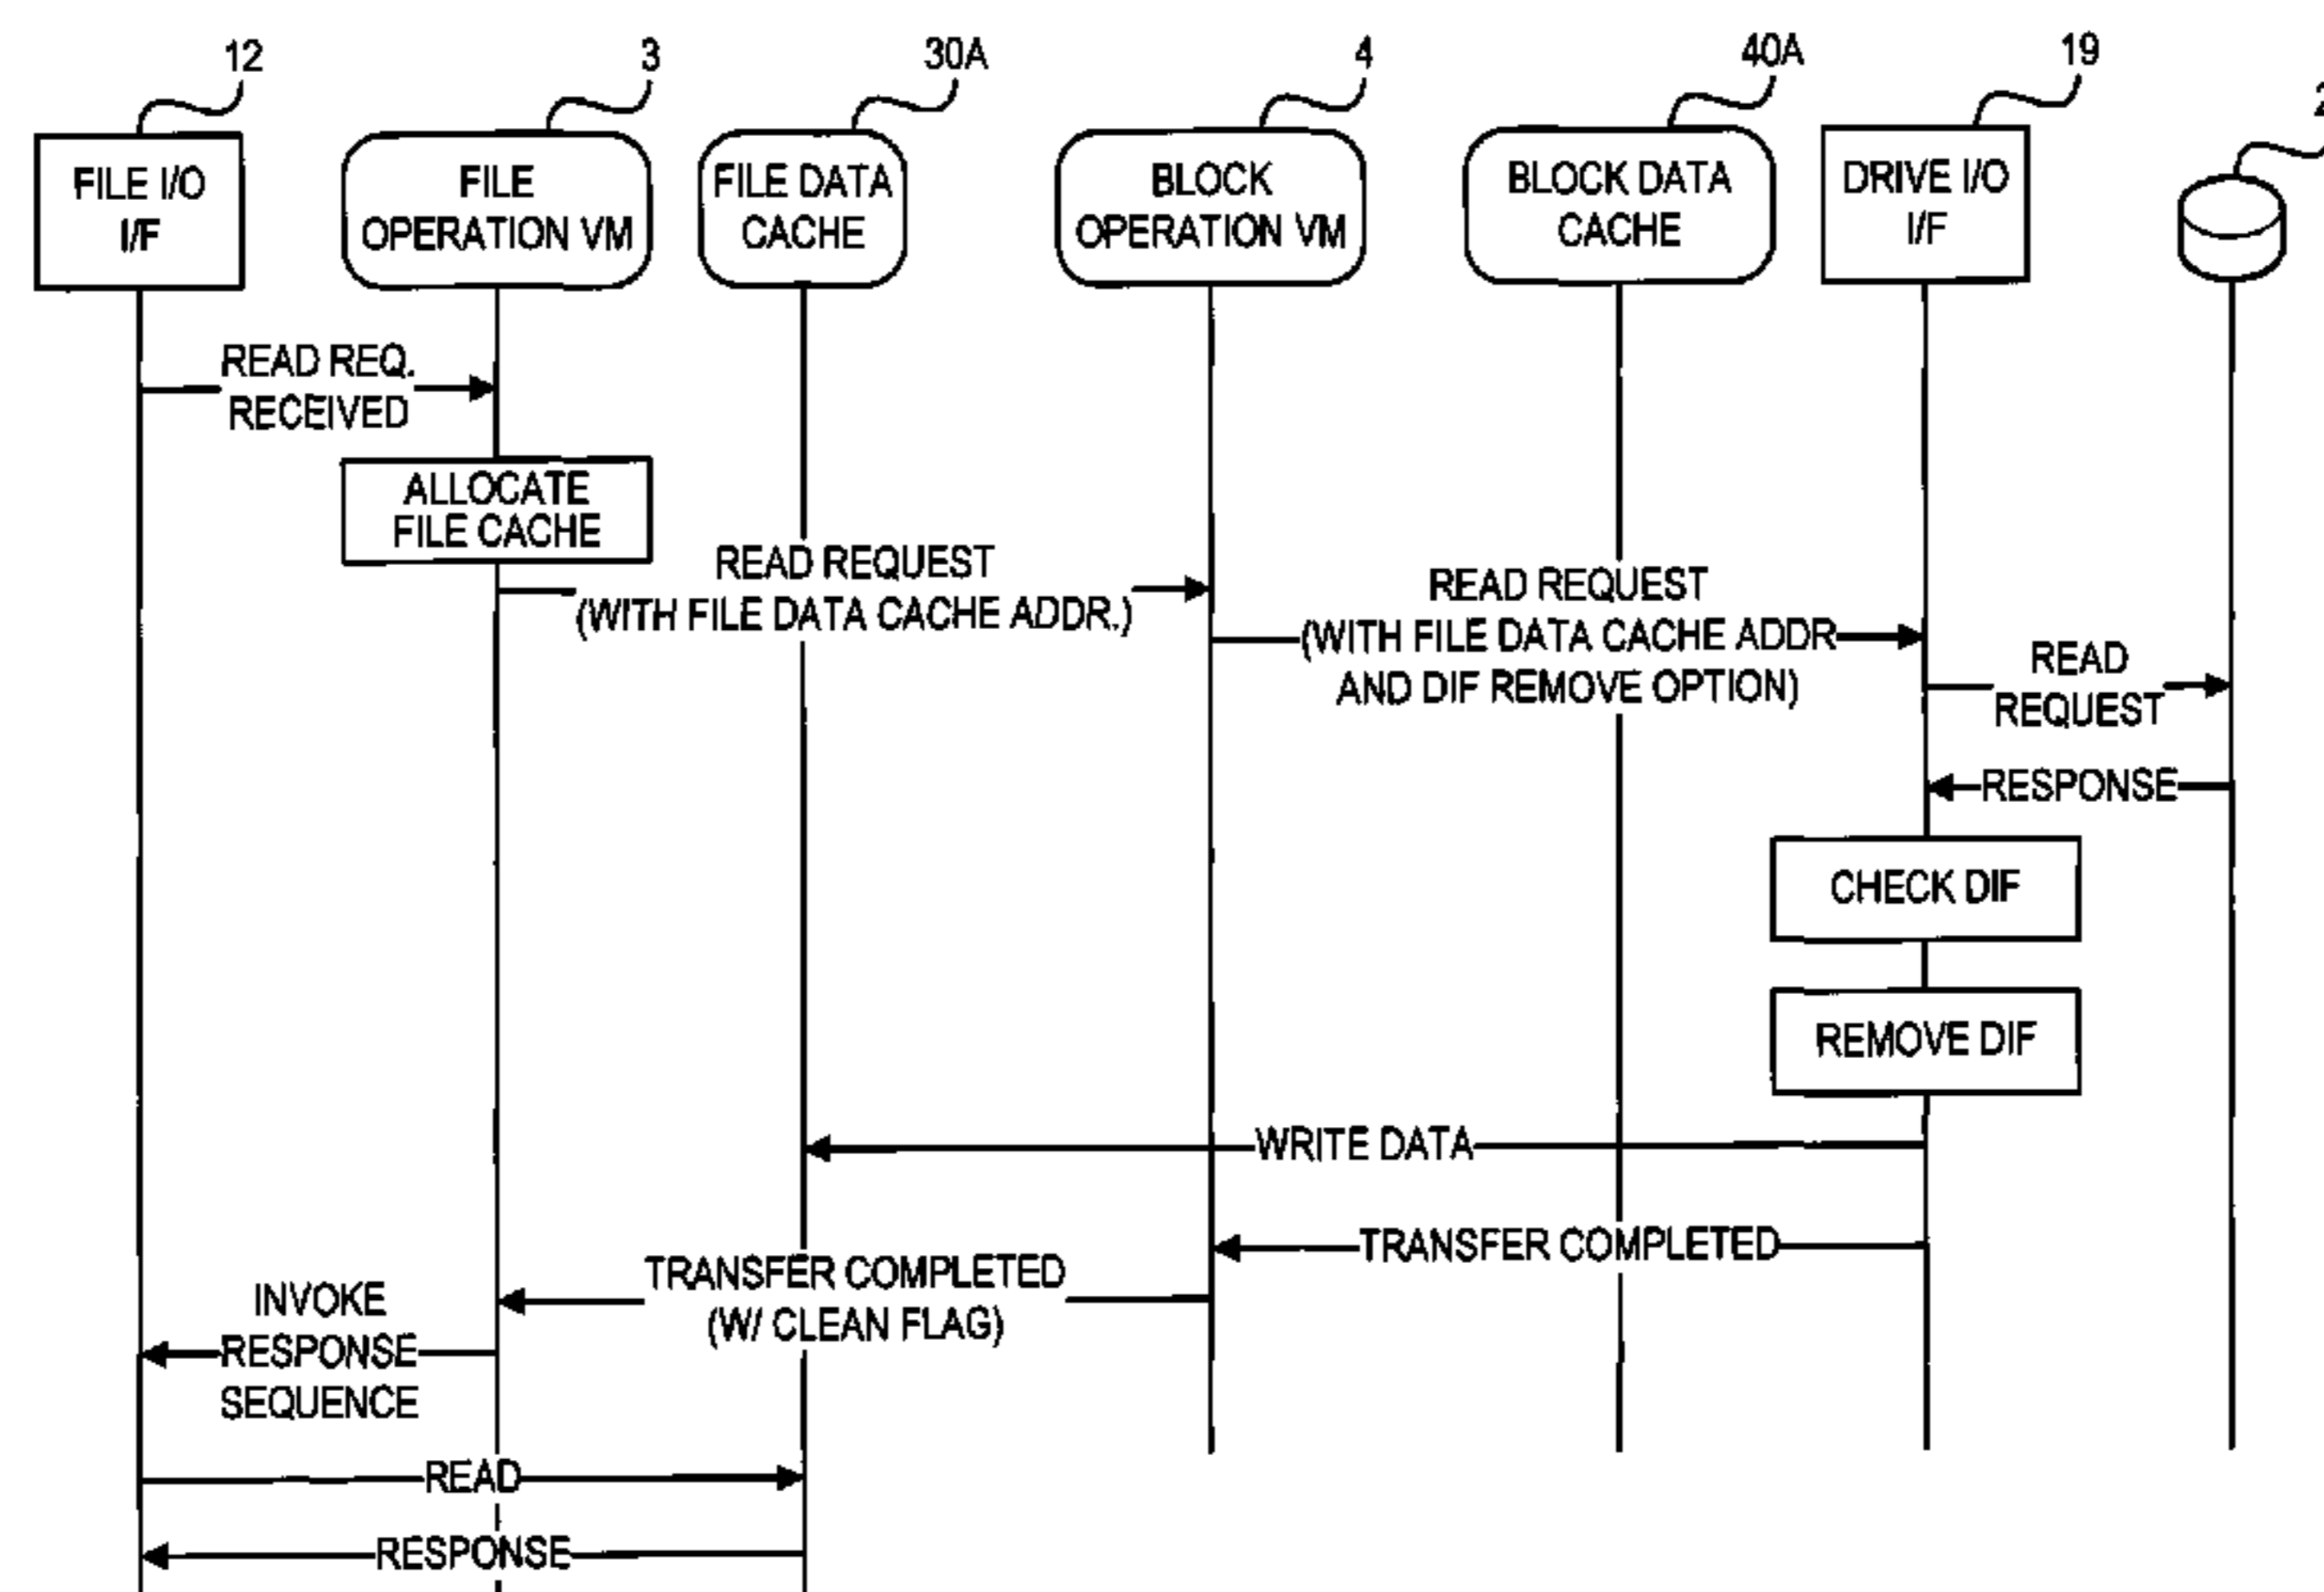 12
3
30A
4
40A
19
2
FILE I/O
I/F
FILE
OPERATION VM
FILE DATA
CACHE
BLOCK
OPERATION VM
BLOCK DATA
CACHE
DRIVE I/O
I/F
READ REQ.
RECEIVED
ALLOCATE
FILE CACHE
READ REQUEST
(WITH FILE DATA CACHE ADDR.)
READ REQUEST
(WITH FILE DATA CACHE ADDR
AND DIF REMOVE OPTION)
READ
REQUEST
RESPONSE
CHECK DIF
REMOVE DIF
WRITE DATA
TRANSFER COMPLETED
TRANSFER COMPLETED
(W/ CLEAN FLAG)
INVOKE
RESPONSE
SEQUENCE
READ
RESPONSE